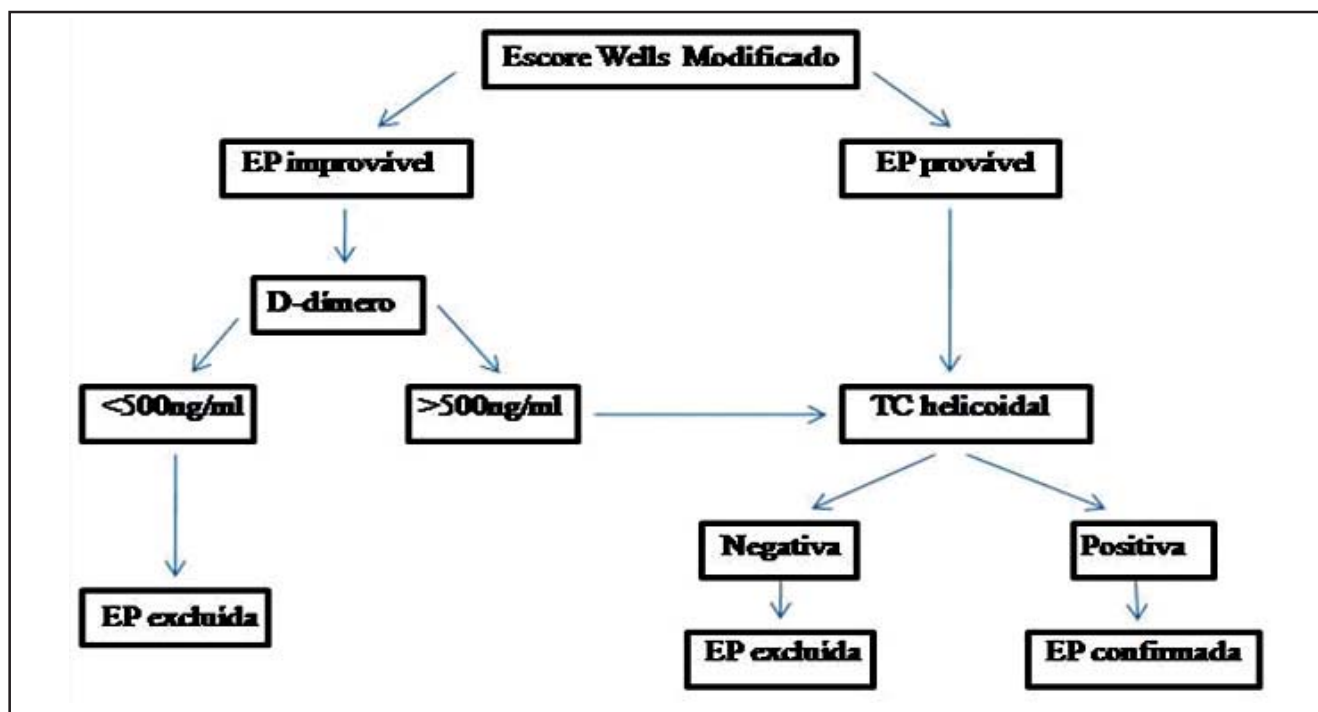 Escore Wells Modificado
EP improvável
EP provável
D-dímero
<500ng/ml
>500ng/ml
TC helicoidal
Negativa
Positiva
EP excluída
EP excluída
EP confirmada